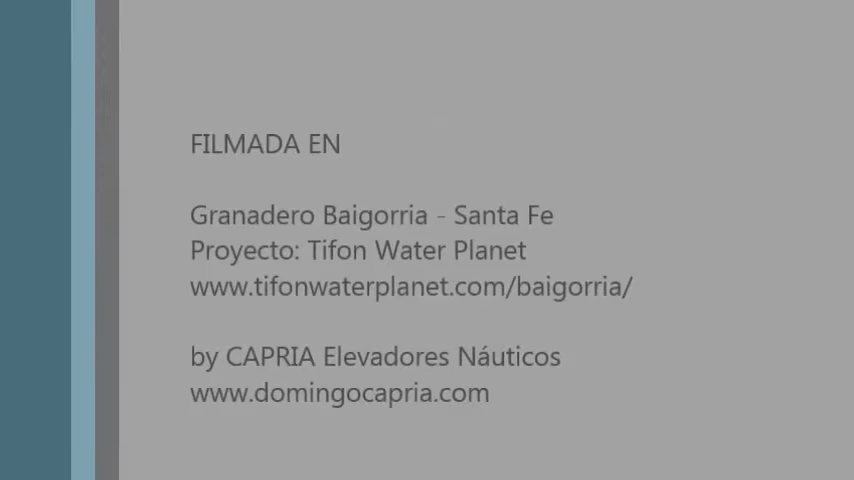 FILMADA EN
Granadero Baigorria - Santa Fe
Proyecto: Tifon Water Planet
www.tifonwaterplanet.com/baigorria/
by CAPRIA Elevadores Náuticos
www.domingocapria.com